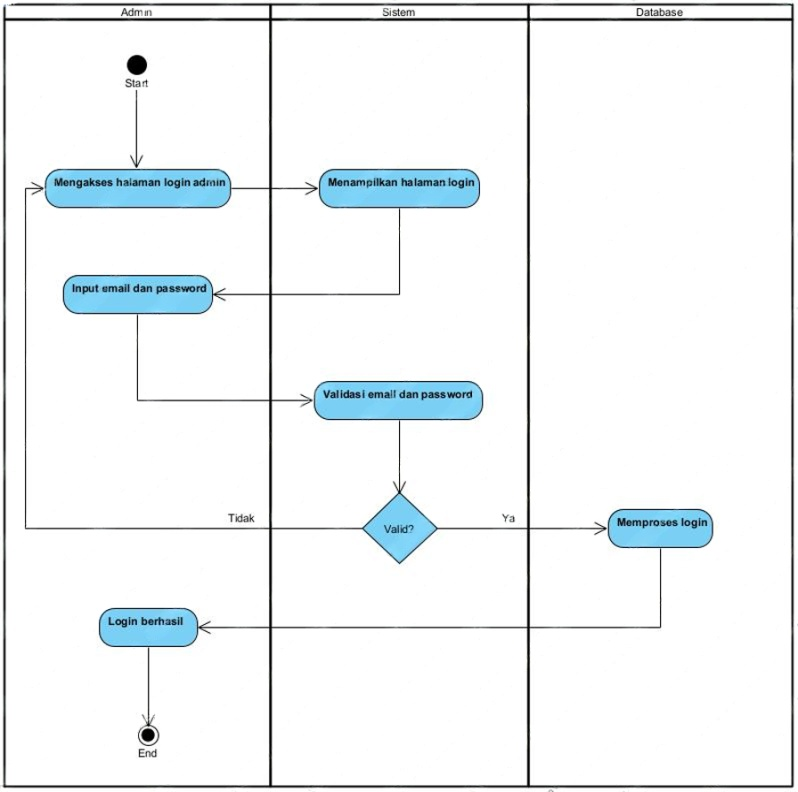 Admin
Sistem
Database
Start
Mengakses halaman login admin
Menampilkan halaman login
Input email dan password
Validasi email dan password
Valid?
Tidak
Ya
Memproses login
Login berhasil
End